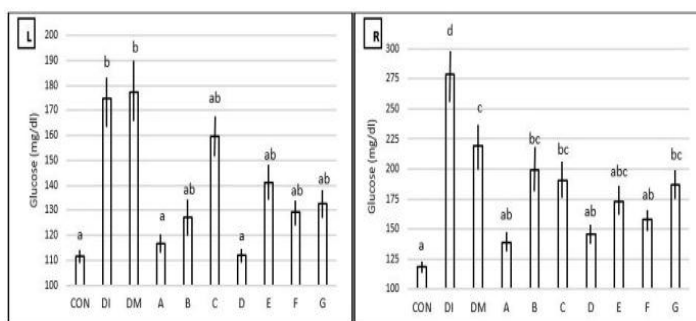 L
Glucose (mg/dl)
200
190
180
170
160
150
140
130
120
110
100
a
b
b
a
ab
ab
a
ab
ab
ab
CON DI DM A B C D E F G
R
Glucose (mg/dl)
300
275
250
225
200
175
150
125
100
a
d
c
ab
bc
bc
ab
abc
ab
bc
CON DI DM A B C D E F G